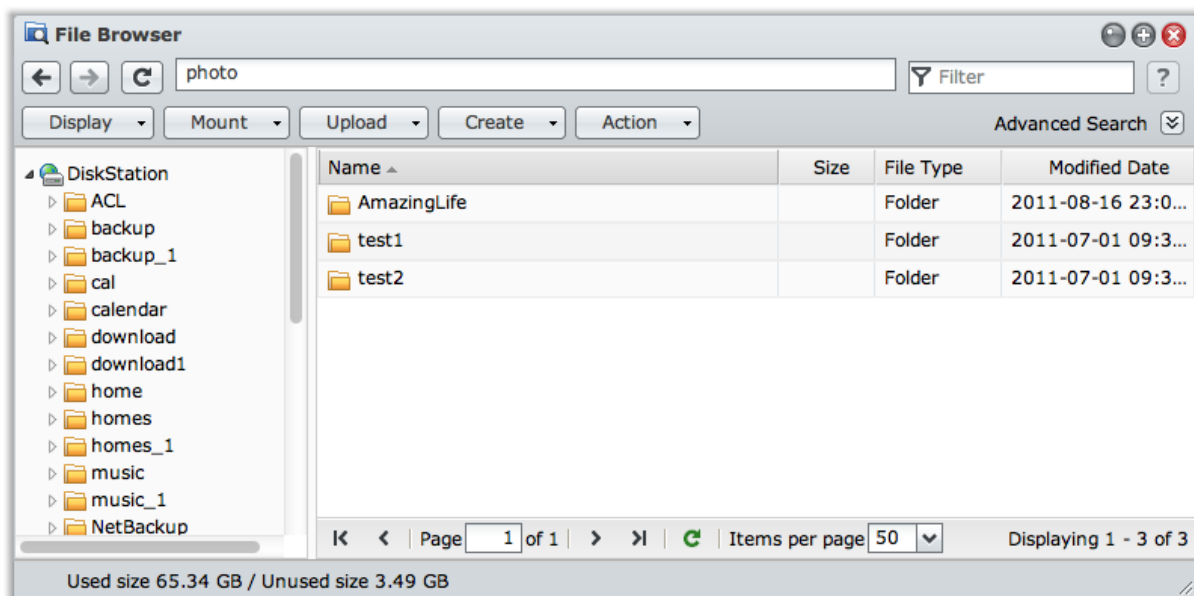 File Browser
photo
Filter
?
Display Mount Upload Create Action Advanced Search
DiskStation
ACL
backup
backup_1
cal
calendar
download
download1
home
homes
homes_1
music
music_1
NetBackup
Name Size File Type Modified Date
AmazingLife Folder 2011-08-16 23:0...
test1 Folder 2011-07-01 09:3...
test2 Folder 2011-07-01 09:3...
Page 1 of 1 Items per page 50 Displaying 1 - 3 of 3
Used size 65.34 GB / Unused size 3.49 GB